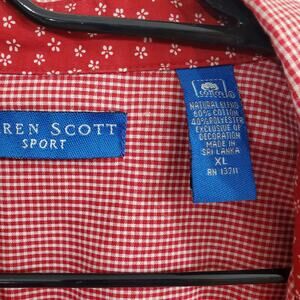 REN SCOTT
SPORT
COTTON
NATURAL BLEND
60% COTTON
40% POLYESTER
EXCLUSIVE OF
DECORATION
MADE IN
SRI LANKA
XL
RN 13711